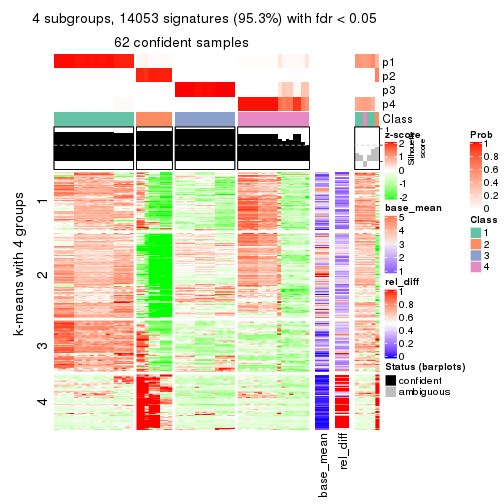 4 subgroups, 14053 signatures (95.3%) with fdr < 0.05
62 confident samples
p1
p2
p3
p4
Class
1
0
Silhouette
score
k-means with 4 groups
1
2
3
4
base_mean
rel_diff
z-score
2
1
0
-1
-2
base_mean
5
4
3
2
1
rel_diff
1
0.8
0.6
0.4
0.2
0
Status (barplots)
confident
ambiguous
Prob
1
0.8
0.6
0.4
0.2
0
Class
1
2
3
4